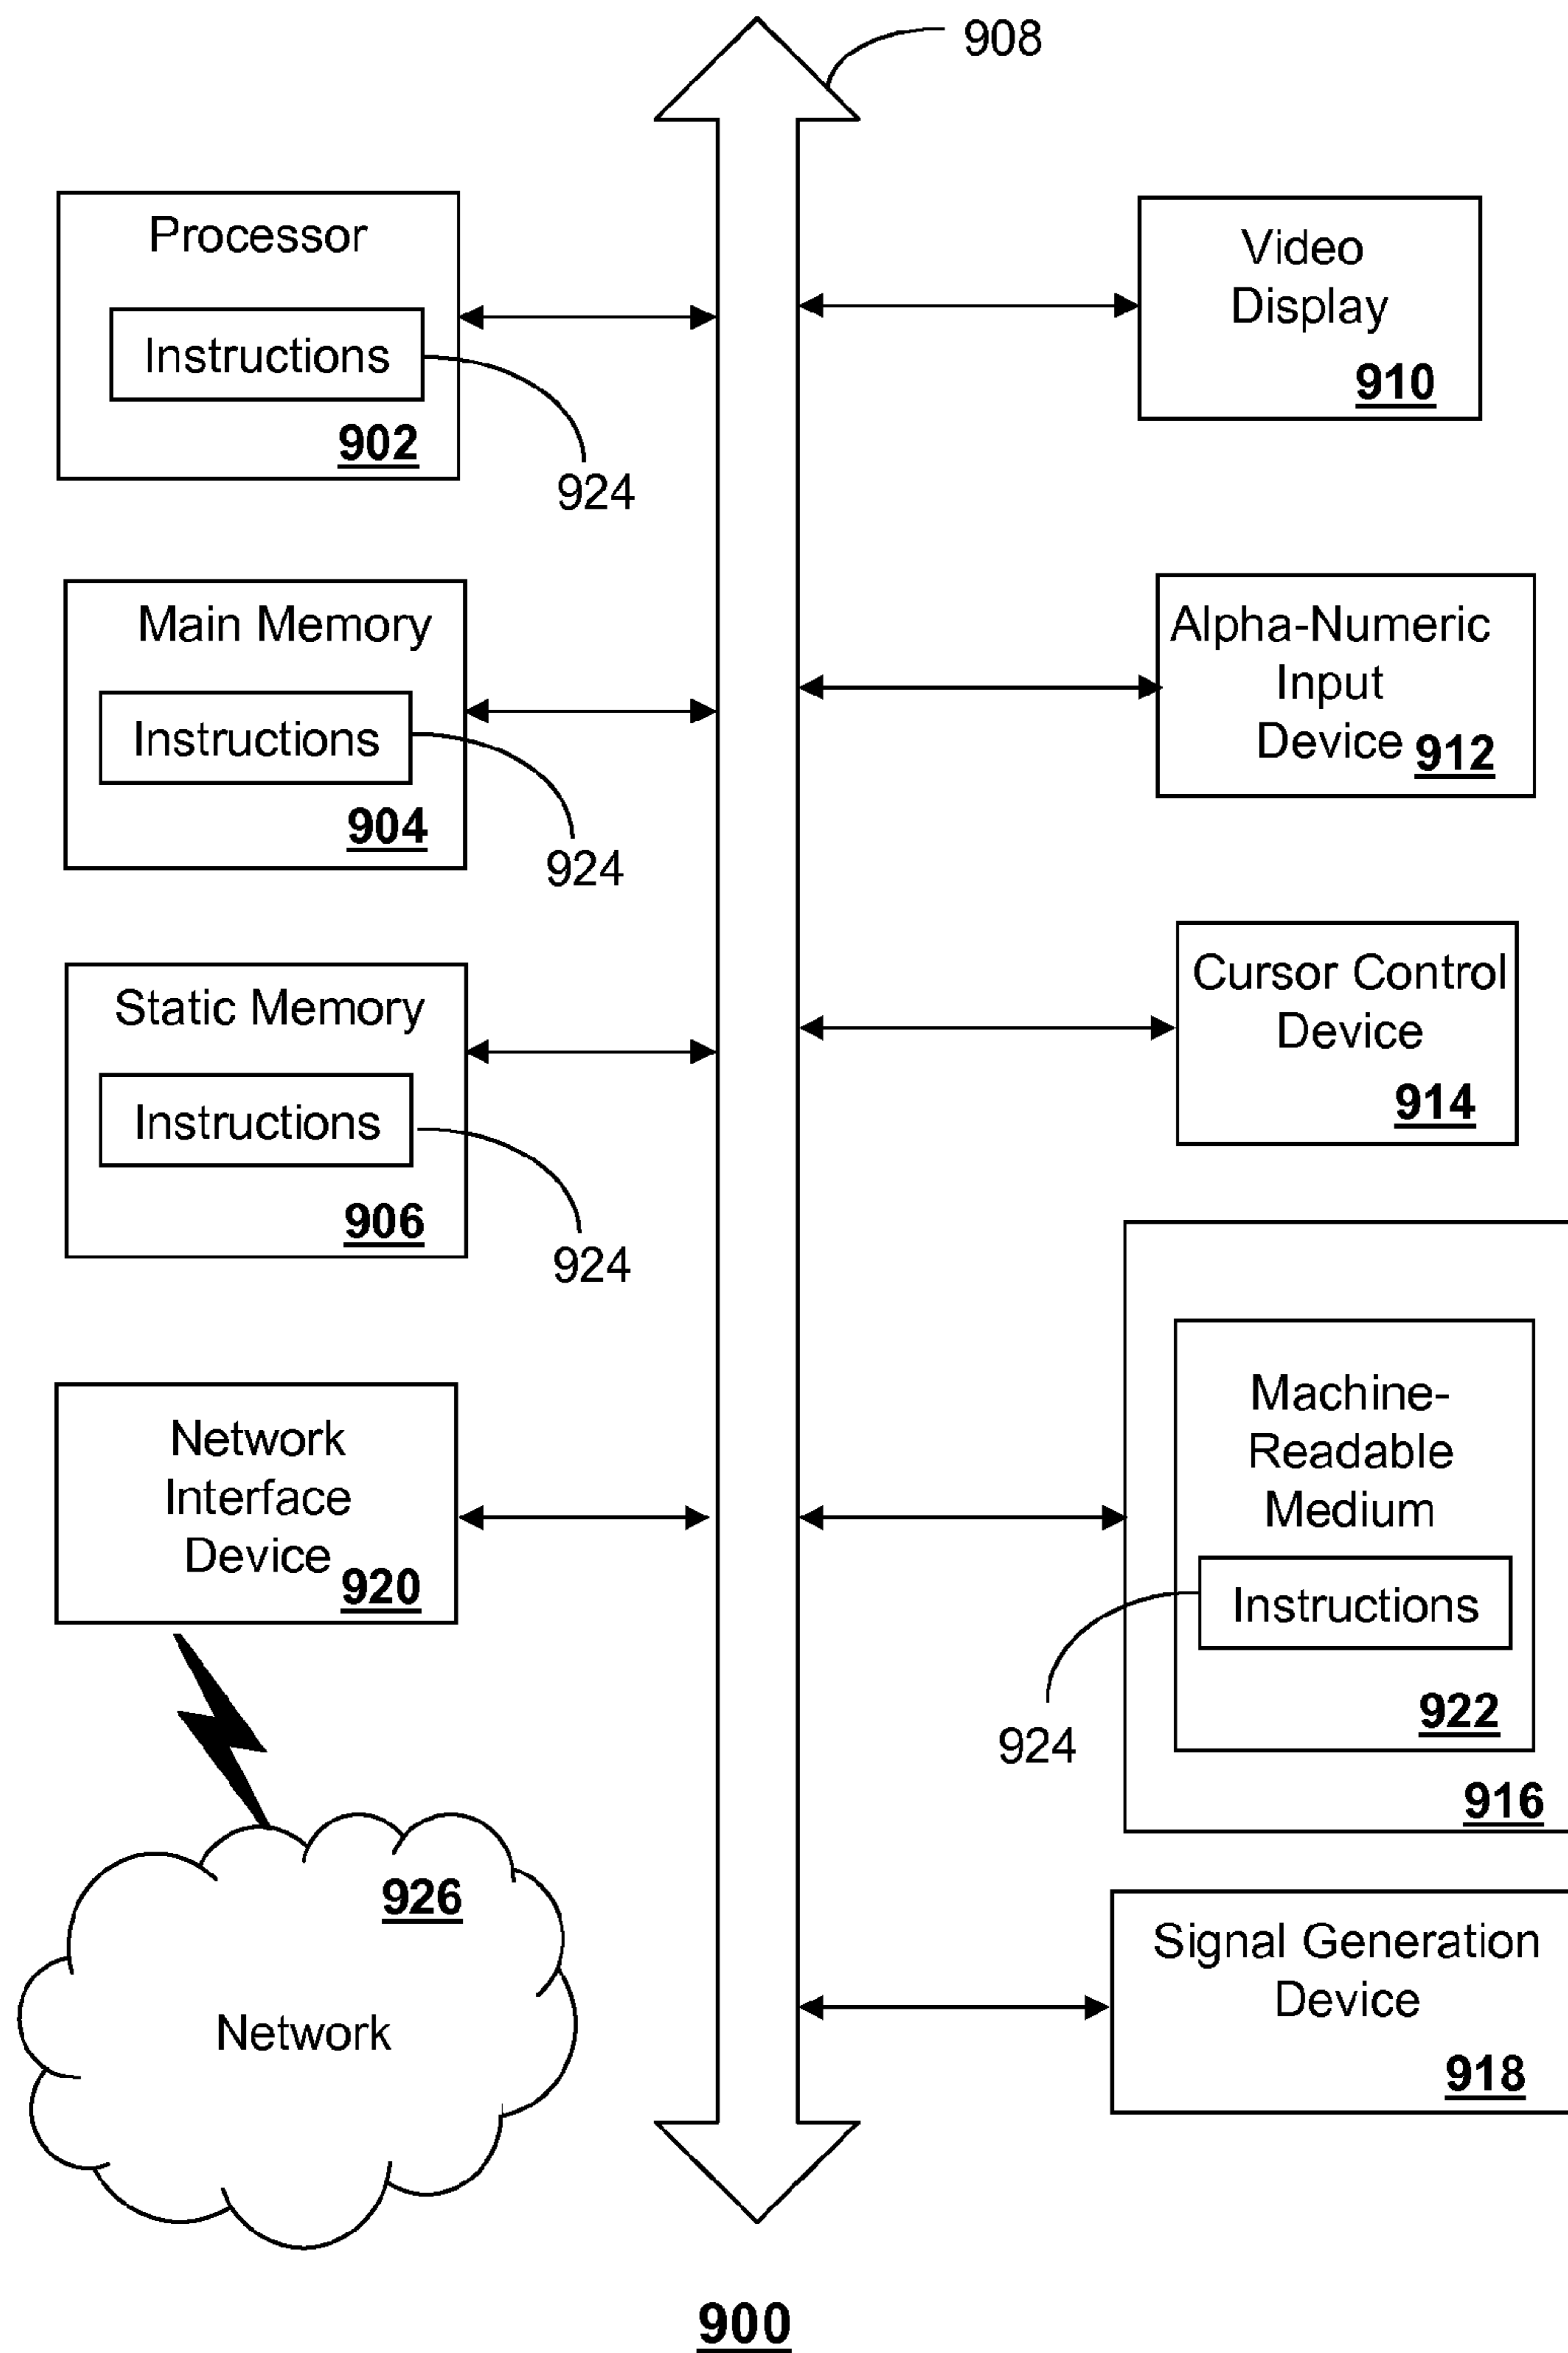 908
Processor
Instructions
902
924
Main Memory
Instructions
904
924
Static Memory
Instructions
906
924
Network
Interface
Device
920
926
Network
Video
Display
910
Alpha-Numeric
Input
Device
912
Cursor Control
Device
914
Machine-
Readable
Medium
Instructions
922
924
916
Signal Generation
Device
918
900